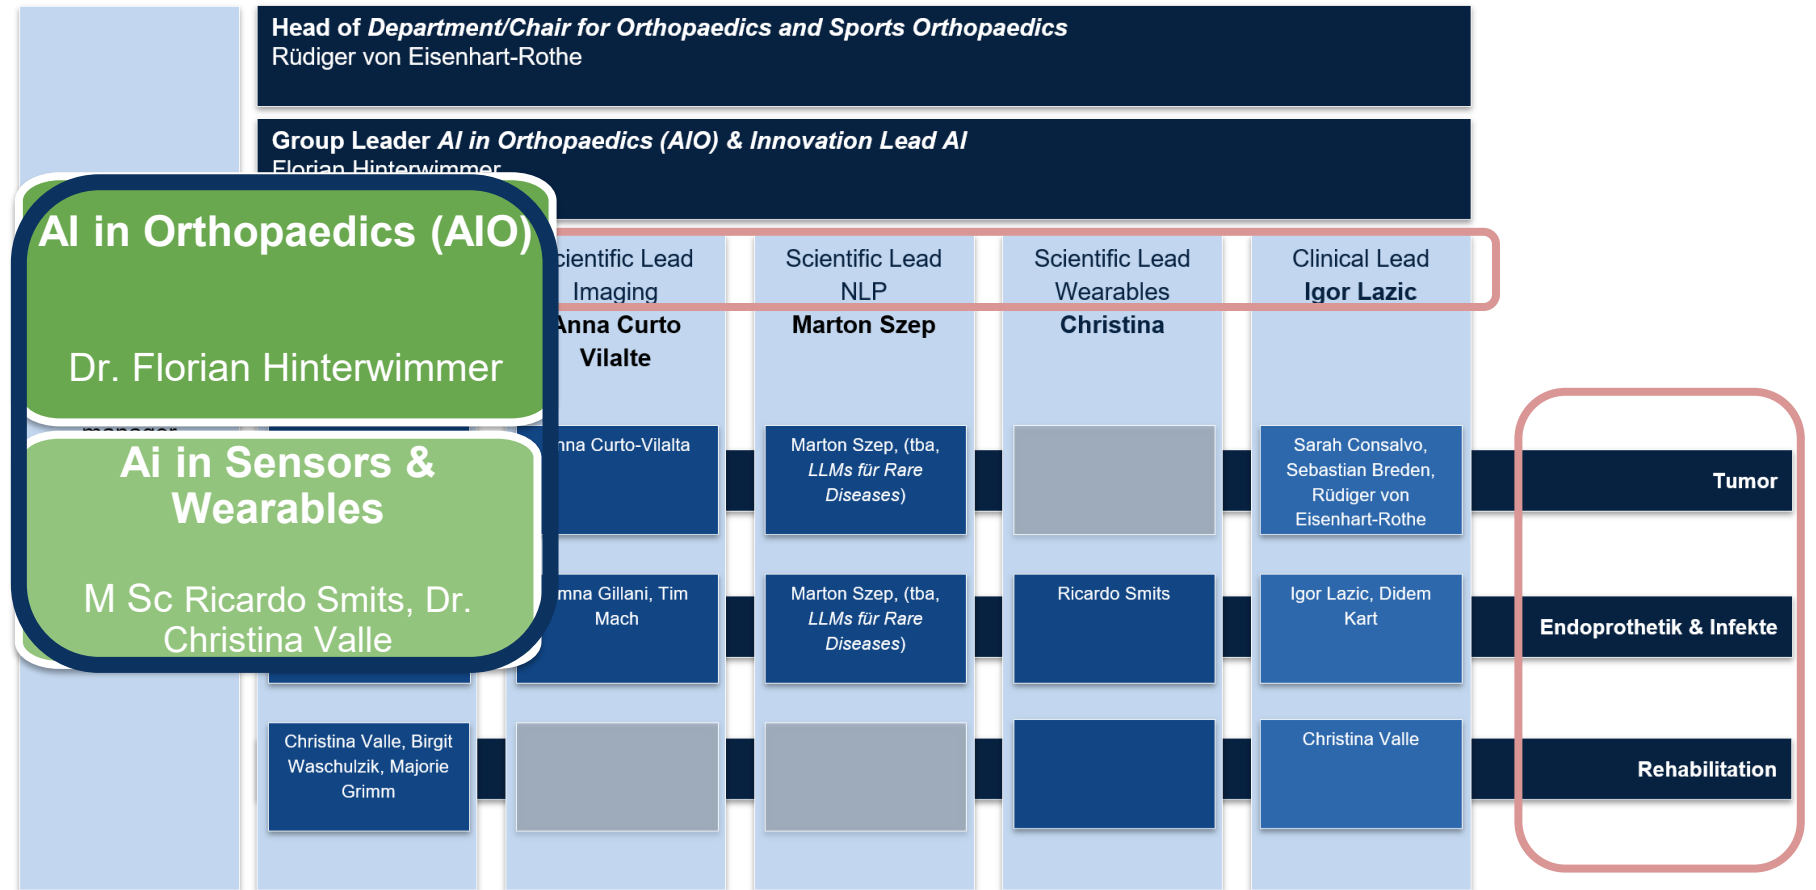 Head of Department/Chair for Orthopaedics and Sports Orthopaedics
Rüdiger von Eisenhart-Rothe
Group Leader AI in Orthopaedics (AIO) & Innovation Lead AI
Florian Hinterwimmer
AI in Orthopaedics (AIO)
Dr. Florian Hinterwimmer
manager
Ai in Sensors &
Wearables
M Sc Ricardo Smits, Dr.
Christina Valle
Scientific Lead
Imaging
Anna Curto
Vilalte
Scientific Lead
NLP
Marton Szep
Scientific Lead
Wearables
Christina
Clinical Lead
Igor Lazic
Anna Curto-Vilalta
Marton Szep, (tba,
LLMs für Rare
Diseases)
Sarah Consalvo,
Sebastian Breden,
Rüdiger von
Eisenhart-Rothe
Tumor
Gillani, Tim
Mach
Marton Szep, (tba,
LLMs für Rare
Diseases)
Ricardo Smits
Igor Lazic, Didem
Kart
Endoprothetik & Infekte
Christina Valle, Birgit
Waschulzik, Majorie
Grimm
Christina Valle
Rehabilitation